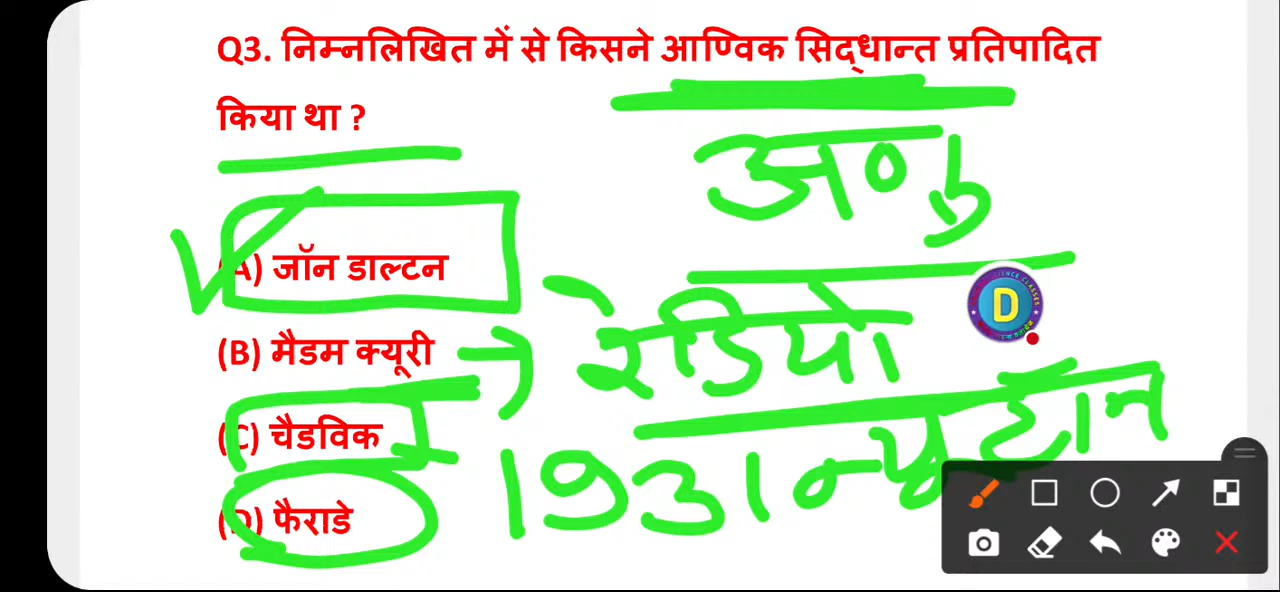 Q3. निम्नलिखित में से किसने आण्विक सिद्धान्त प्रतिपादित
किया था ?
अणु
(A) जॉन डाल्टन
(B) मैडम क्यूरी
रेडियो
(C) चैडविक
1931 न्यूट्रॉन
(D) फैराडे
D